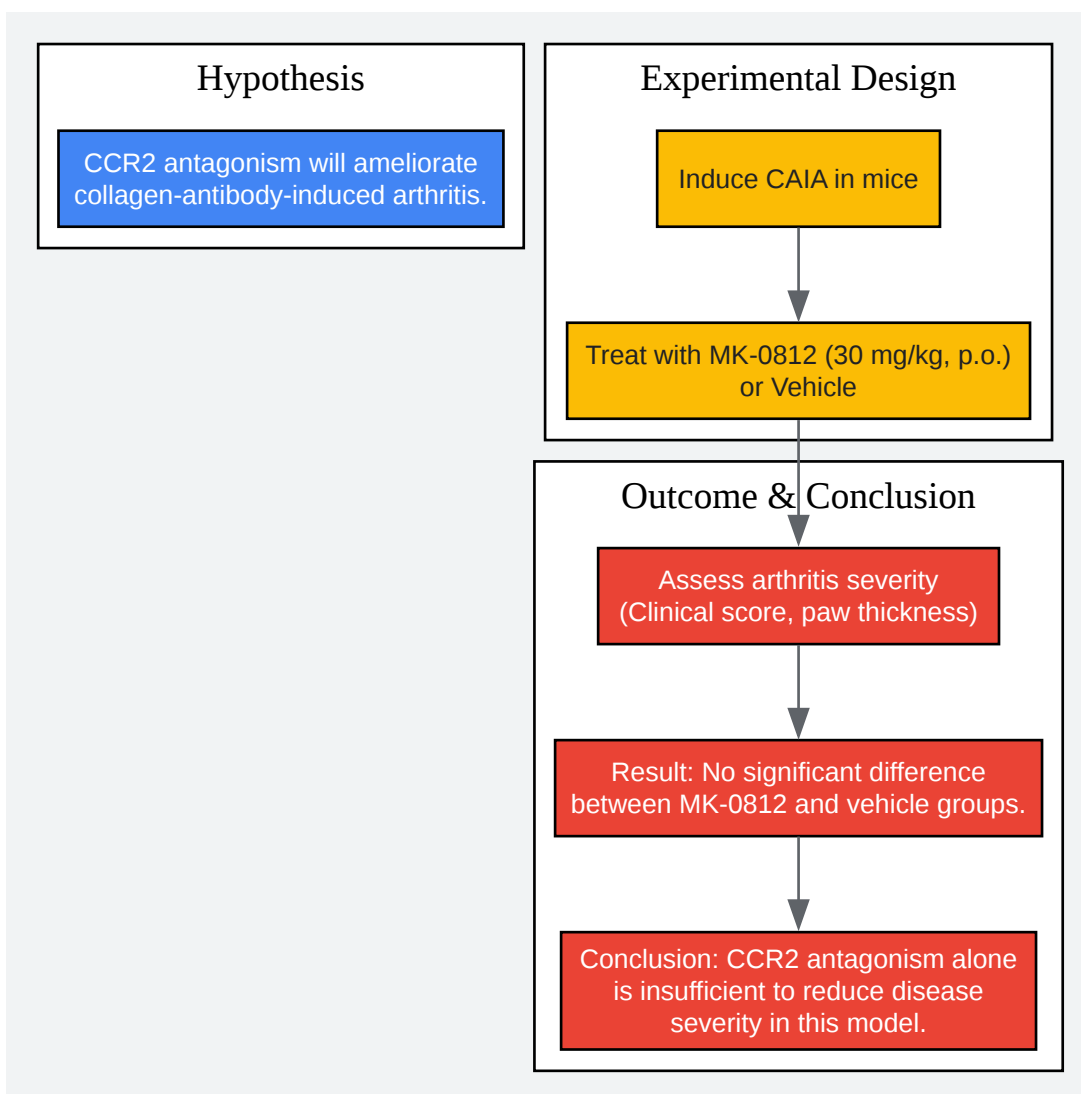 Hypothesis
CCR2 antagonism will ameliorate
collagen-antibody-induced arthritis.
Experimental Design
Induce CAIA in mice
Treat with MK-0812 (30 mg/kg, p.o.)
or Vehicle
Outcome & Conclusion
Assess arthritis severity
(Clinical score, paw thickness)
Result: No significant difference
between MK-0812 and vehicle groups.
Conclusion: CCR2 antagonism alone
is insufficient to reduce disease
severity in this model.